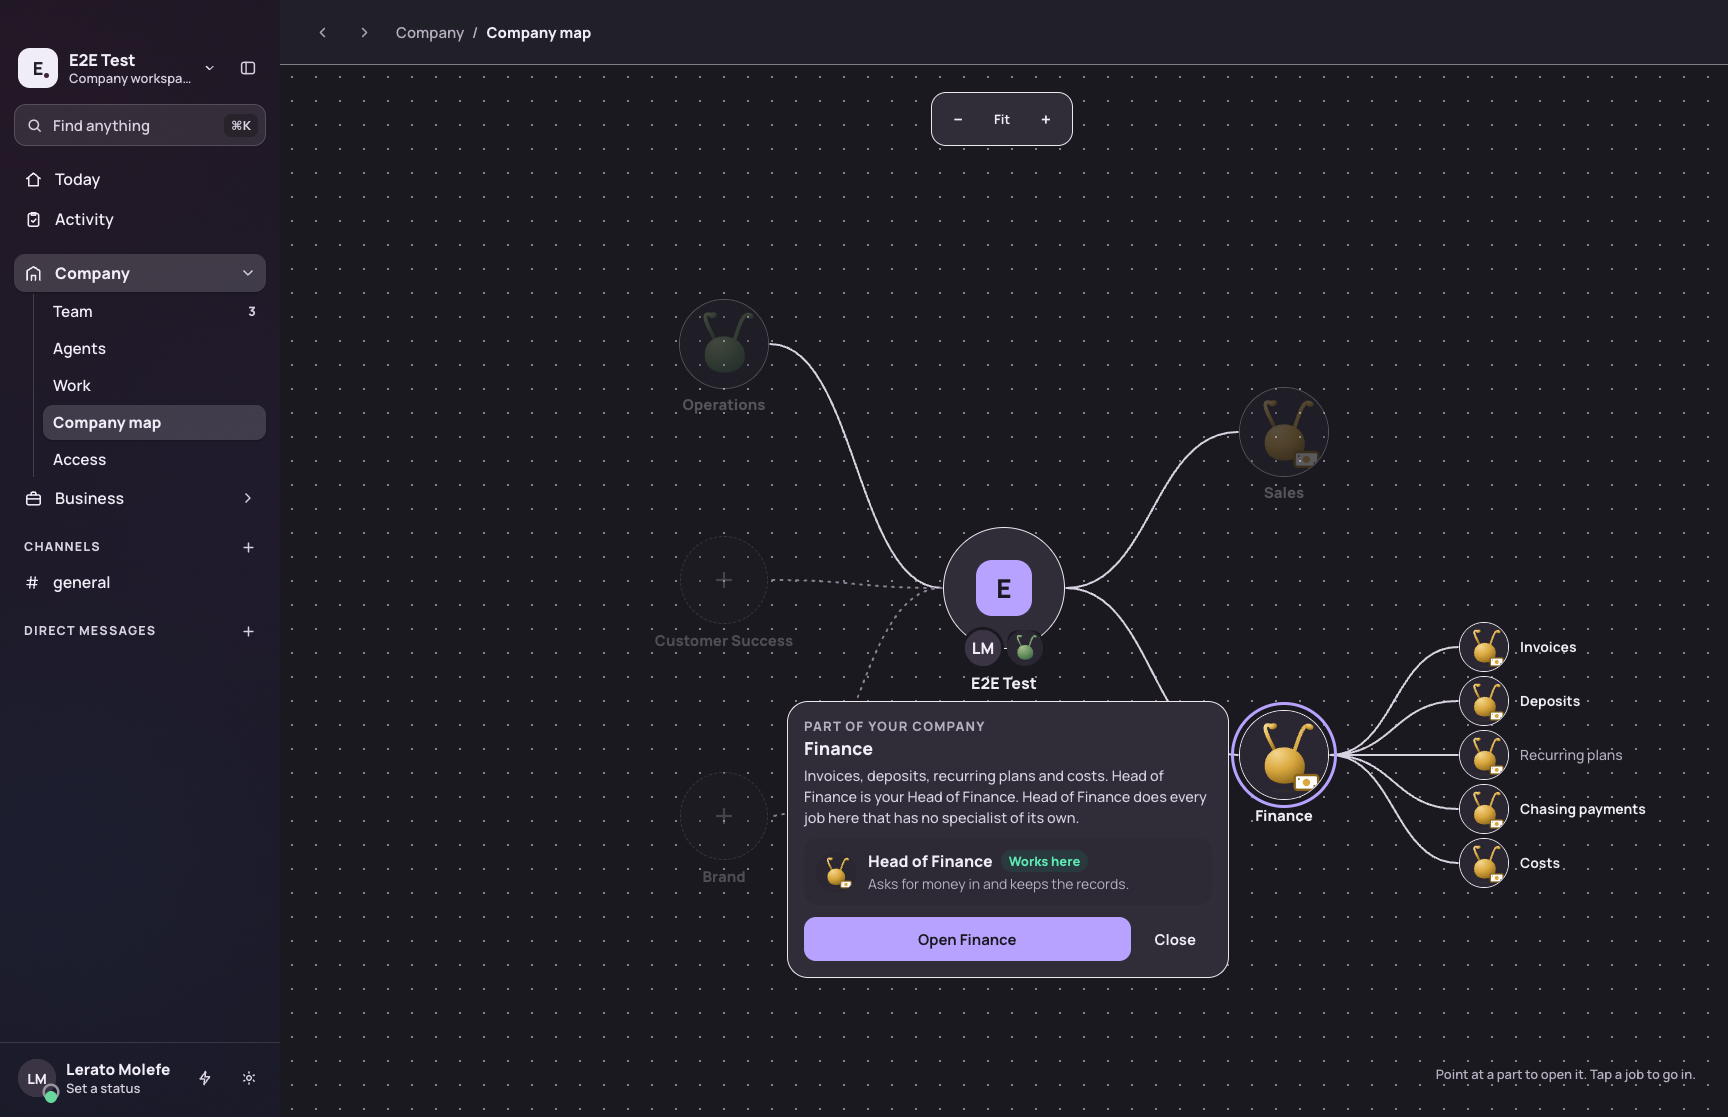 E.
E2E Test
Company workspa...
Find anything
⌘K
Today
Activity
Company
Team
3
Agents
Work
Company map
Access
Business
CHANNELS
# general
DIRECT MESSAGES
LM
Lerato Molefe
Set a status
Company / Company map
Fit
Operations
Sales
Customer Success
E
LM
E2E Test
Brand
PART OF YOUR COMPANY
Finance
Invoices, deposits, recurring plans and costs. Head of
Finance is your Head of Finance. Head of Finance does every
job here that has no specialist of its own.
Head of Finance
Works here
Asks for money in and keeps the records.
Open Finance
Close
Finance
Invoices
Deposits
Recurring plans
Chasing payments
Costs
Point at a part to open it. Tap a job to go in.